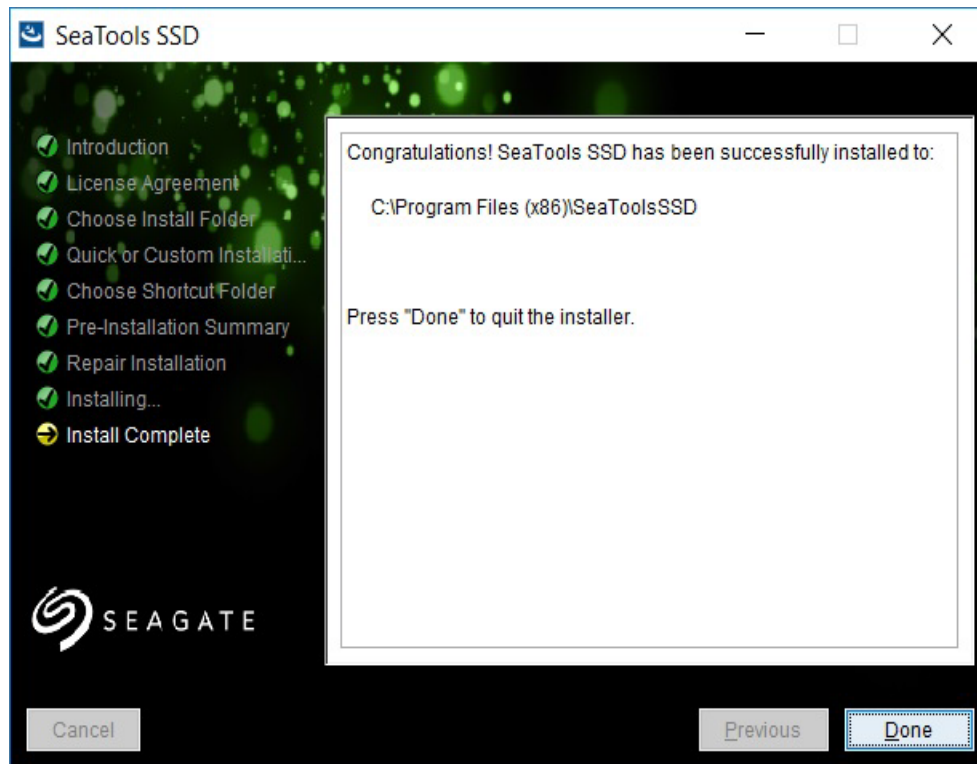 SeaTools SSD
Introduction
License Agreement
Choose Install Folder
Quick or Custom Installati...
Choose Shortcut Folder
Pre-Installation Summary
Repair Installation
Installing...
Install Complete
Congratulations! SeaTools SSD has been successfully installed to:
C:\Program Files (x86)\SeaToolsSSD
Press "Done" to quit the installer.
SEAGATE
Cancel
Previous
Done